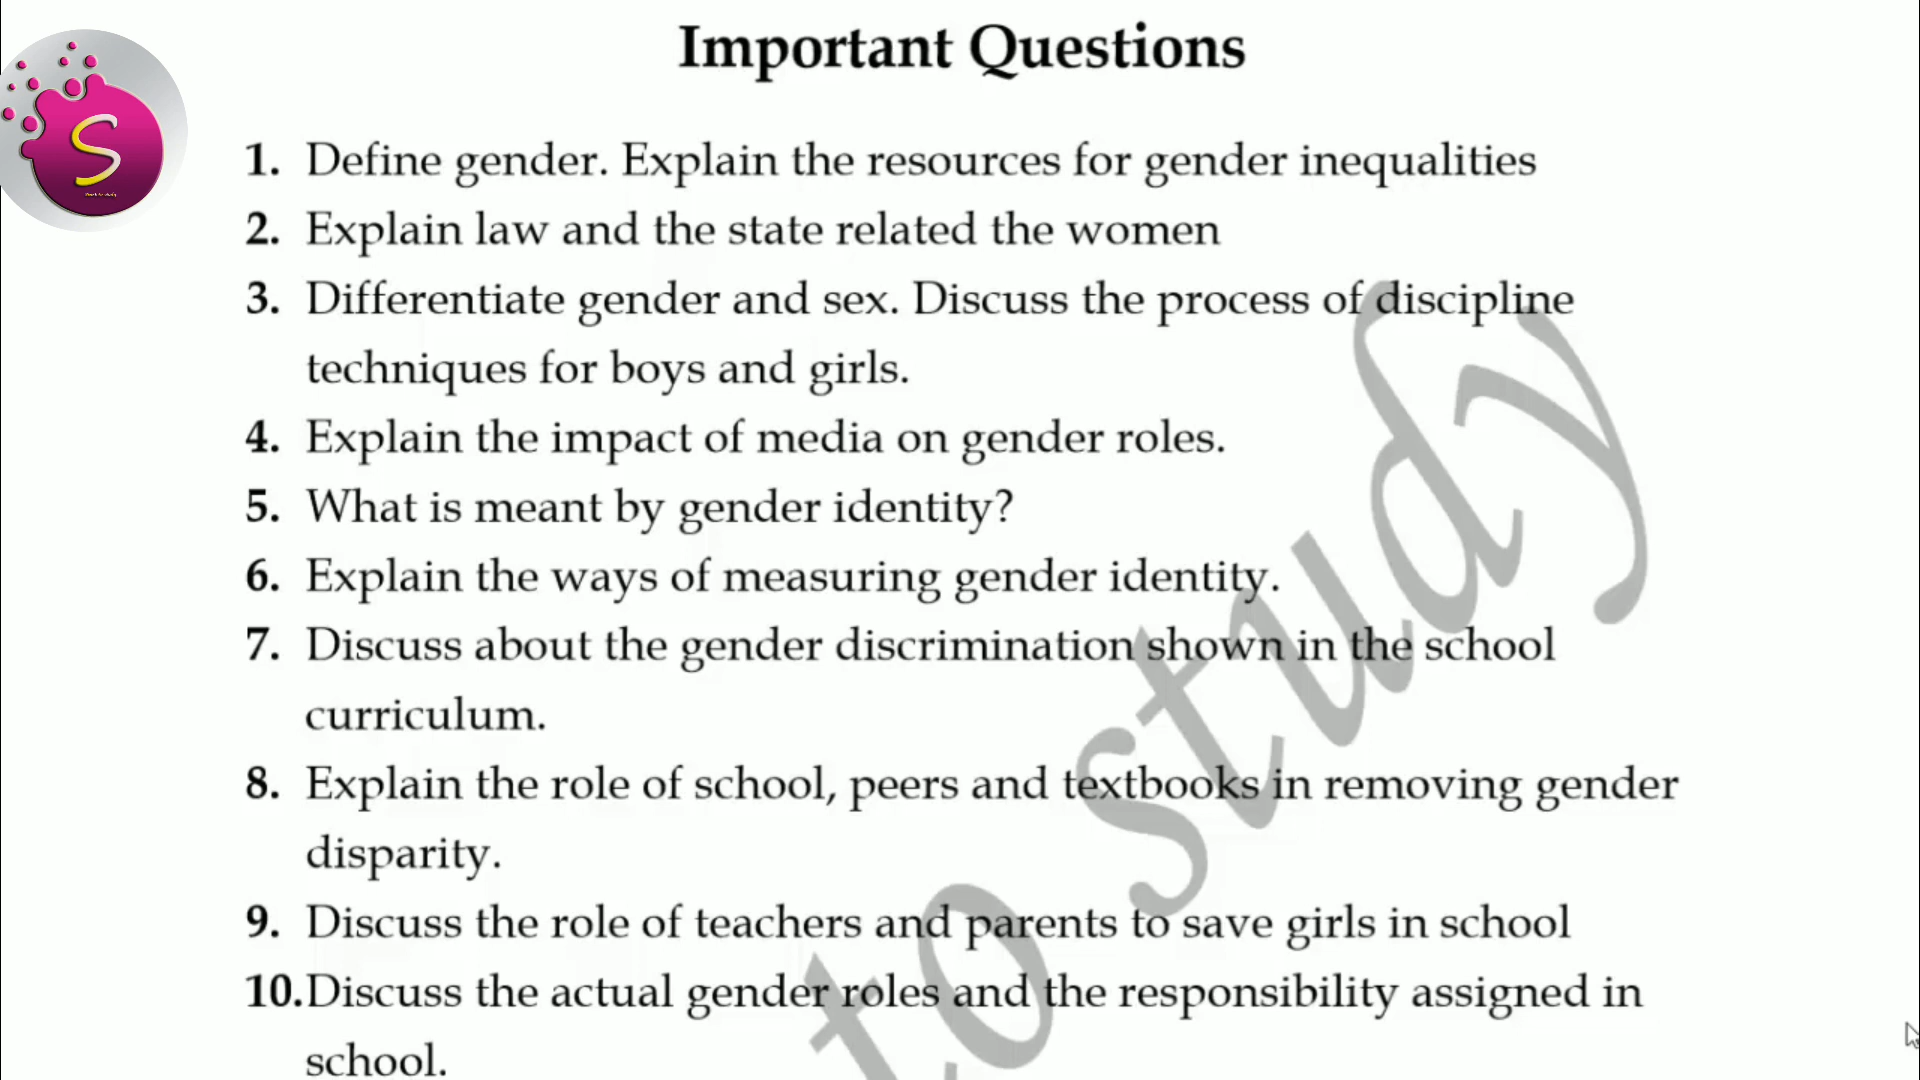 Important Questions
S
1. Define gender. Explain the resources for gender inequalities
2. Explain law and the state related the women
3. Differentiate gender and sex. Discuss the process of discipline
techniques for boys and girls.
4. Explain the impact of media on gender roles.
5. What is meant by gender identity?
6. Explain the ways of measuring gender identity.
7. Discuss about the gender discrimination shown in the school
curriculum.
8. Explain the role of school, peers and textbooks in removing gender
disparity.
9. Discuss the role of teachers and parents to save girls in school
10.Discuss the actual gender roles and the responsibility assigned in
school.
to study